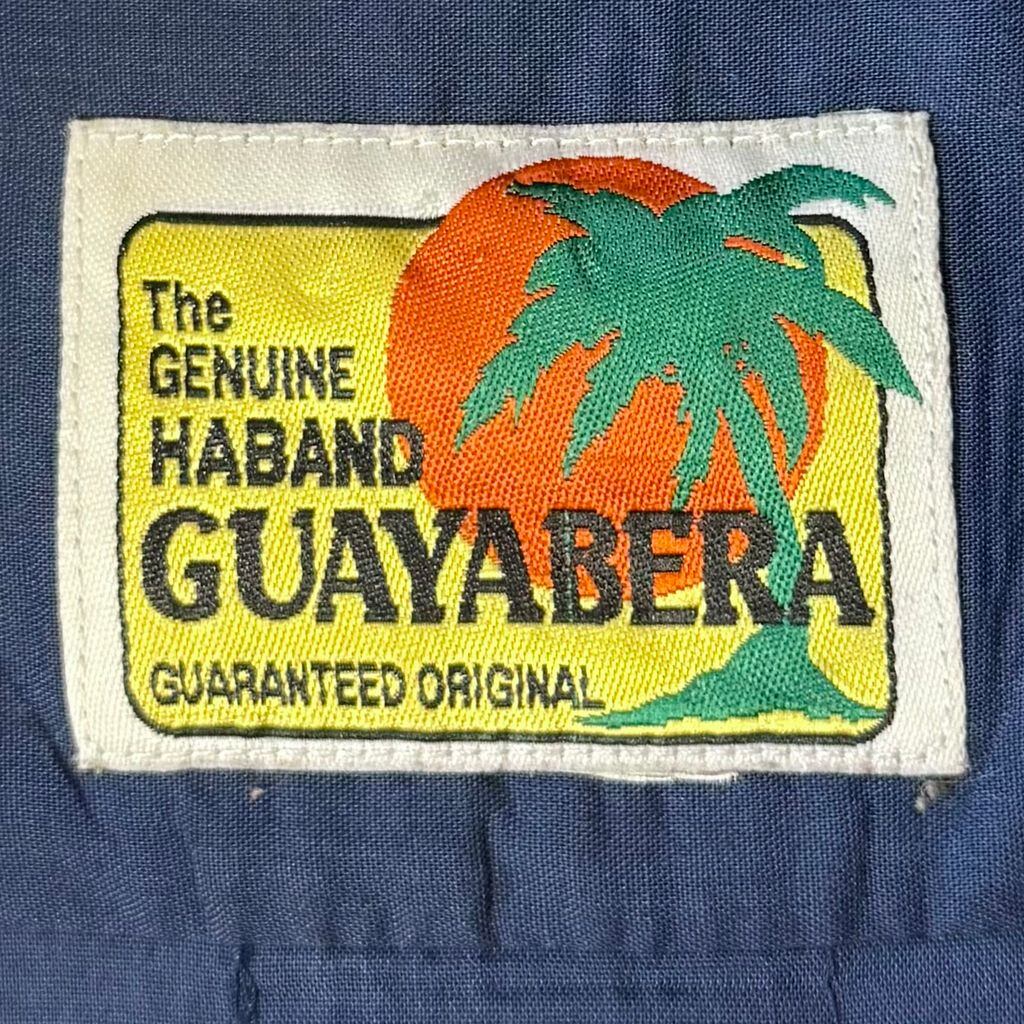 The
GENUINE
HABAND
GUAYABERA
GUARANTEED ORIGINAL